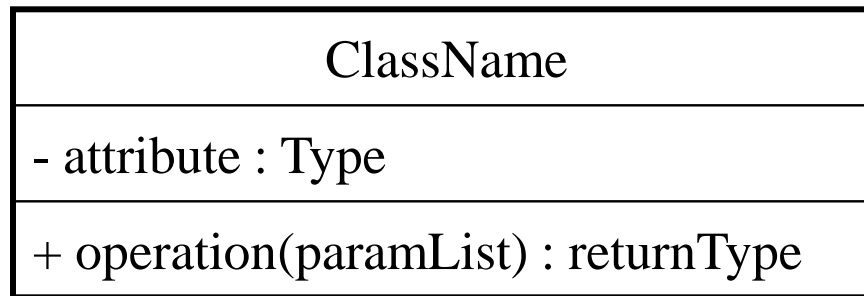 ClassName
- attribute : Type
+ operation(paramList) : returnType